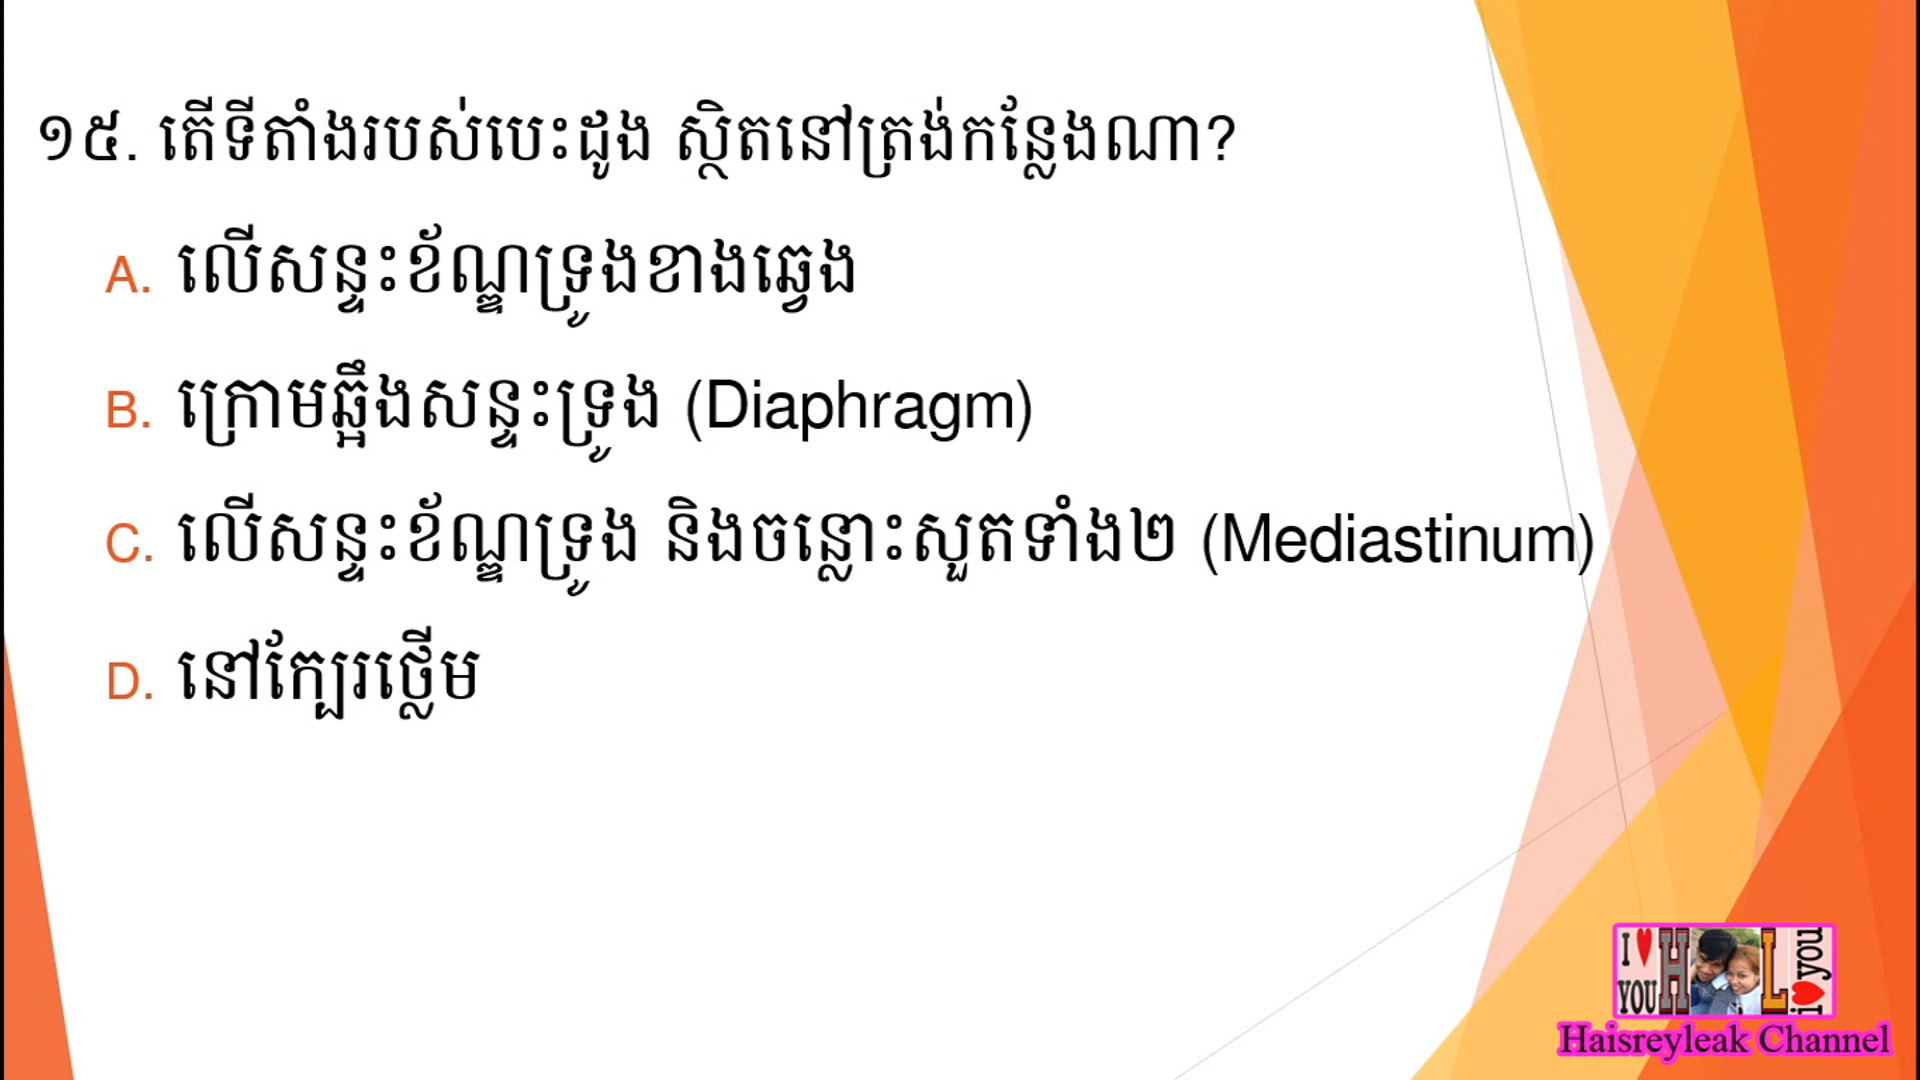 ១៥. តើទីតាំងរបស់បេះដូង ស្ថិតនៅត្រង់កន្លែងណា?
A. លើសន្ទះខ័ណ្ឌទ្រូងខាងឆ្វេង
B. ក្រោមឆ្អឹងសន្ទះទ្រូង (Diaphragm)
C. លើសន្ទះខ័ណ្ឌទ្រូង និងចន្លោះសួតទាំង២ (Mediastinum)
D. នៅក្បែរថ្លើម
I ♥ YOU H L i ♥ you
Haisreyleak Channel